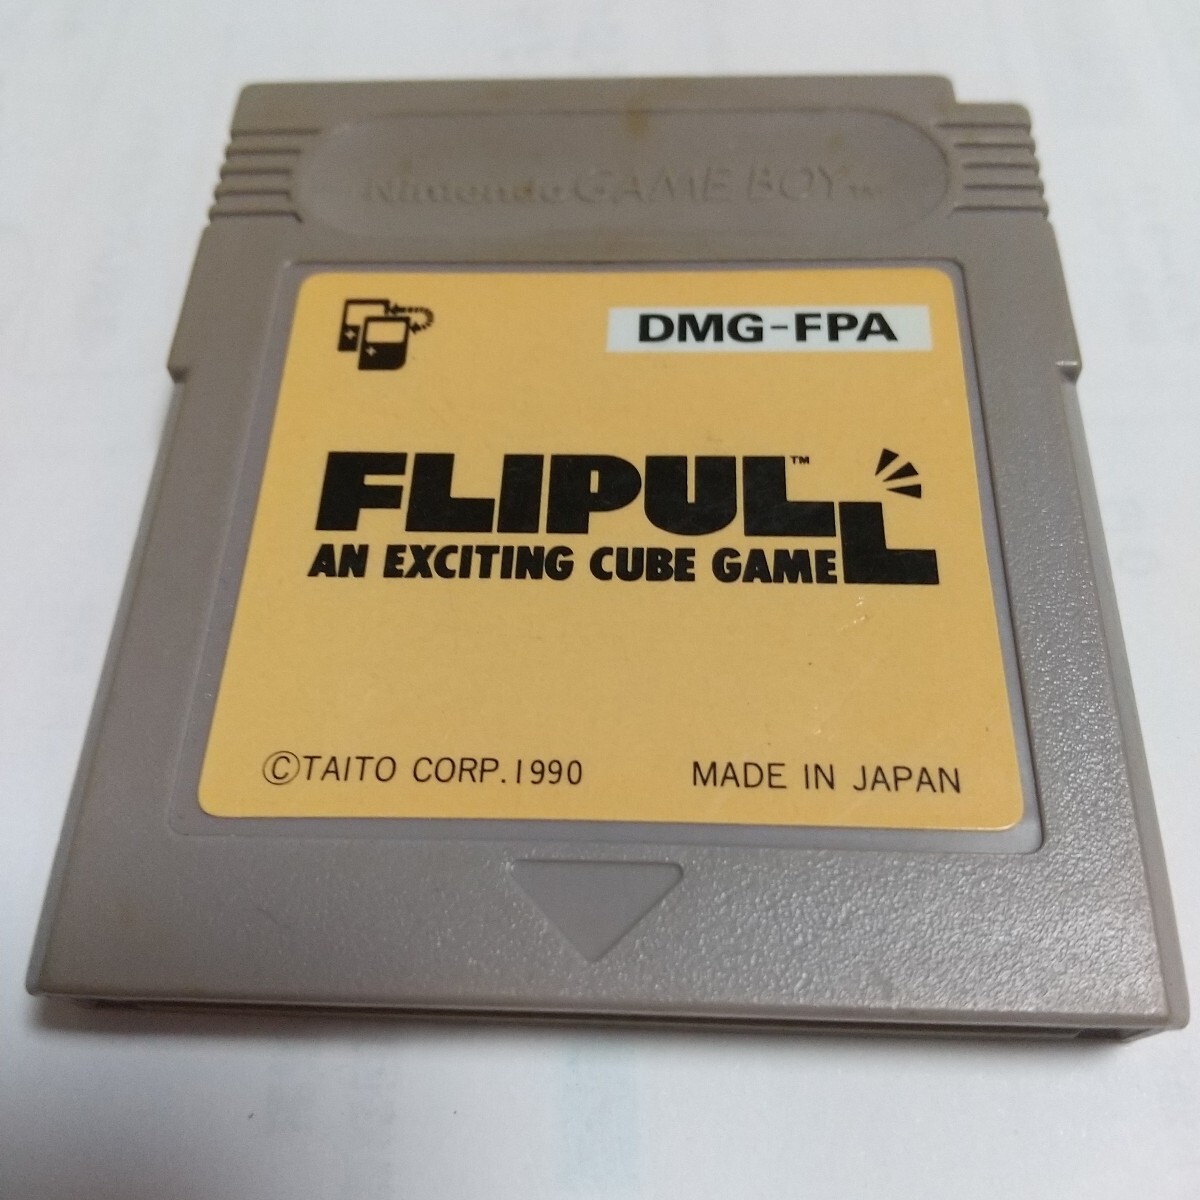 Nintendo GAME BOY™
DMG-FPA
FLIPULL™
AN EXCITING CUBE GAME
©TAITO CORP.1990
MADE IN JAPAN